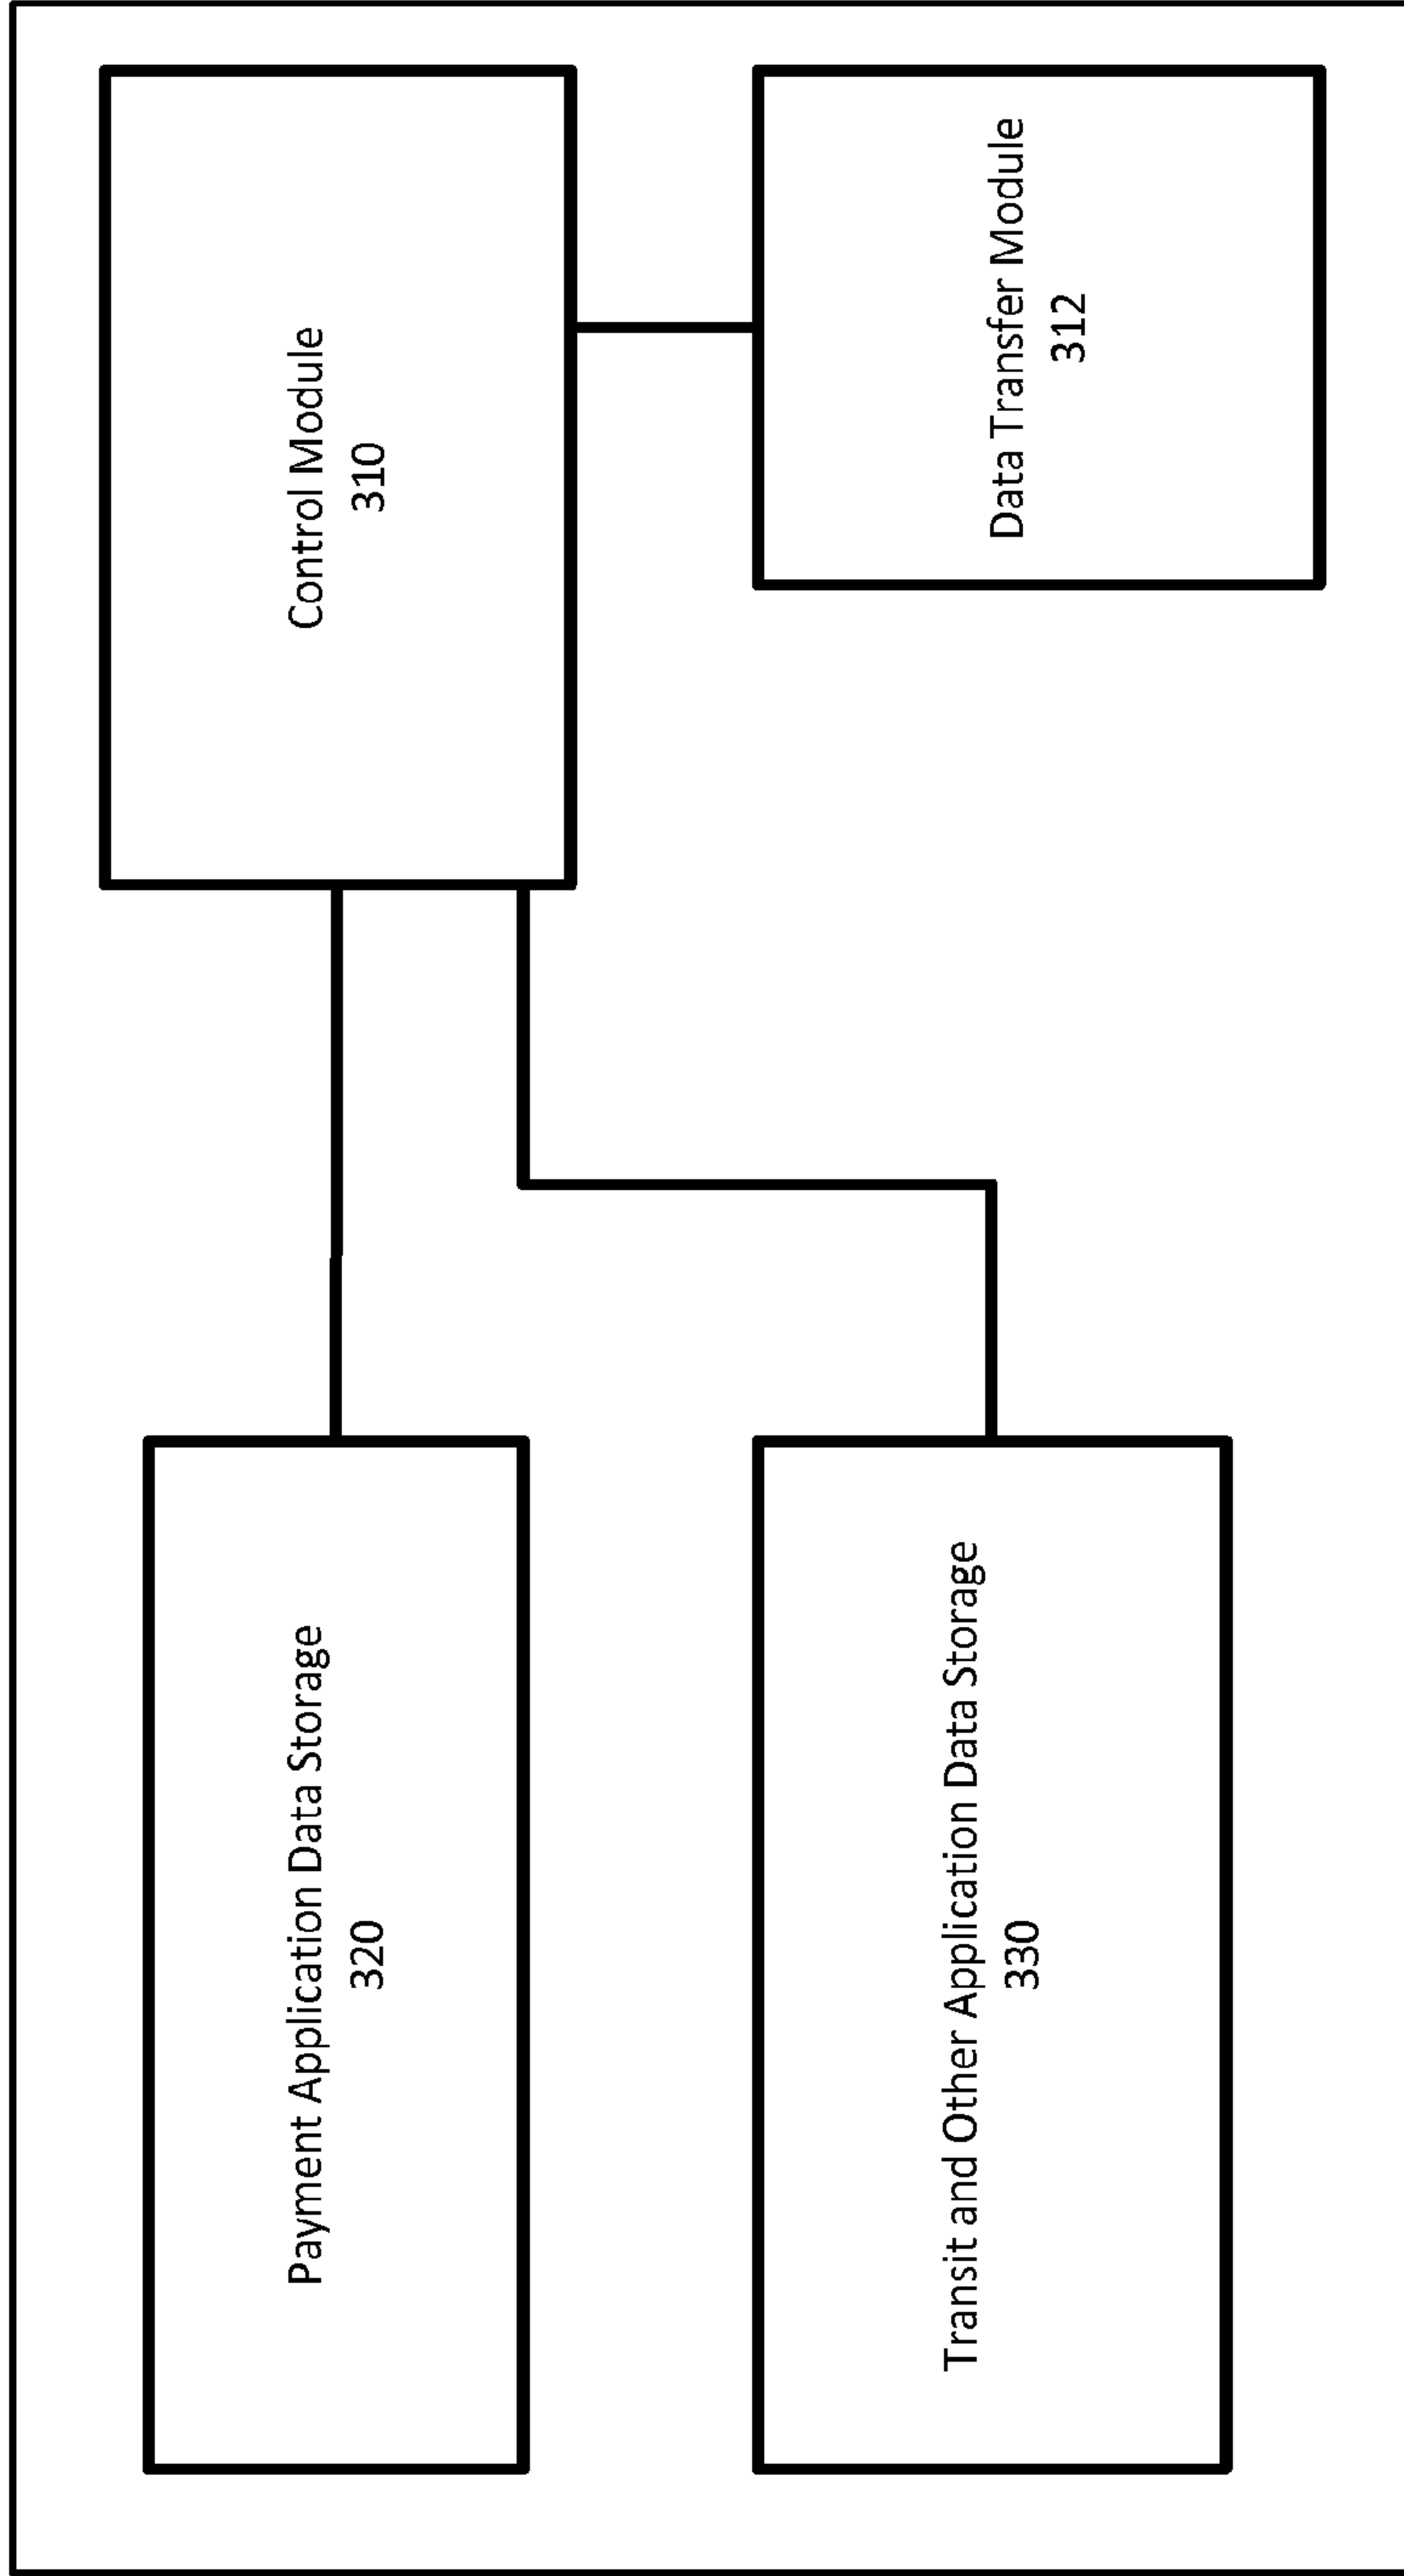 Payment Application Data Storage
320
Control Module
310
Transit and Other Application Data Storage
330
Data Transfer Module
312